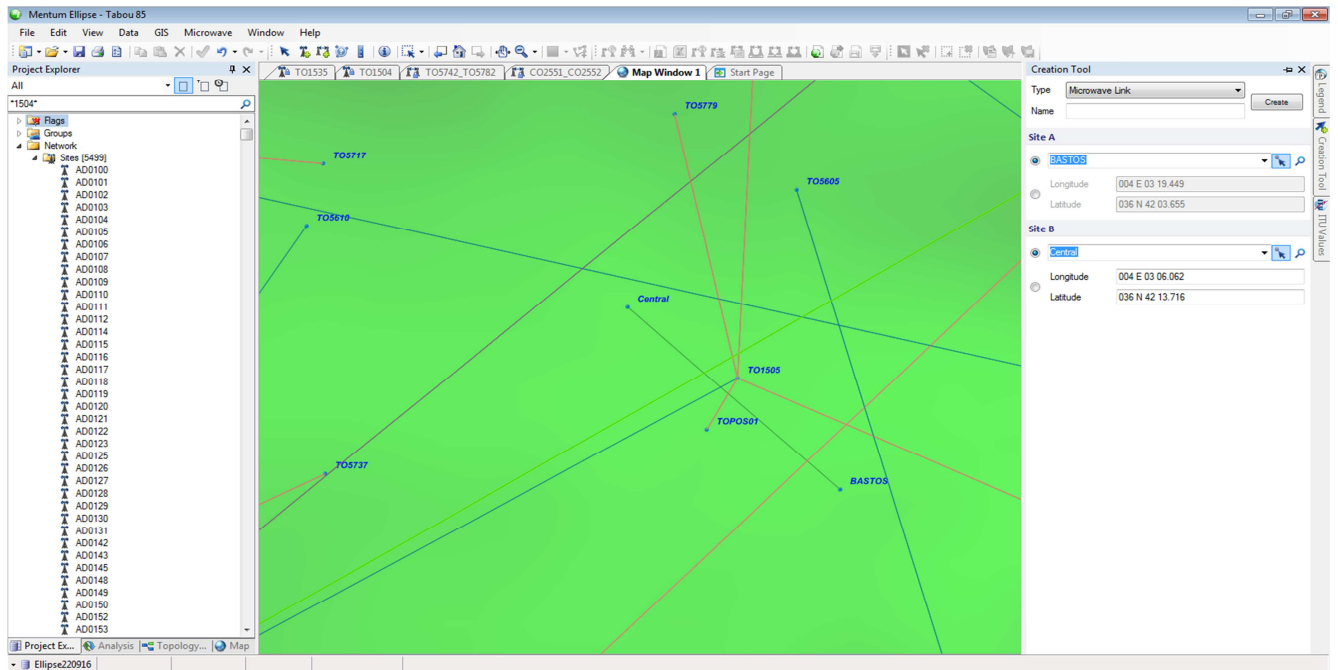 Mentum Ellipse - Tabou 85
File Edit View Data GIS Microwave Window Help
Project Explorer
All
*1504*
Flags
Groups
Network
Sites [5499]
AD0100
AD0101
AD0102
AD0103
AD0104
AD0105
AD0106
AD0107
AD0108
AD0109
AD0110
AD0111
AD0112
AD0114
AD0115
AD0116
AD0117
AD0118
AD0119
AD0120
AD0121
AD0122
AD0123
AD0125
AD0126
AD0127
AD0128
AD0129
AD0130
AD0131
AD0142
AD0143
AD0145
AD0148
AD0149
AD0150
AD0152
AD0153
Project Ex... Analysis Topology... Map
Ellipse220916
TO1535 TO1504 TO5742_TO5782 CO2551_CO2552 Map Window 1 Start Page
TO5779
TO5717
TO5605
TO5610
Central
TO1505
TOPOS01
TO5737
BASTOS
Creation Tool
Type Microwave Link
Name
Create
Site A
BASTOS
Longitude 004 E 03 19.449
Latitude 036 N 42 03.655
Site B
Central
Longitude 004 E 03 06.062
Latitude 036 N 42 13.716
Legend
Creation Tool
ITU Values